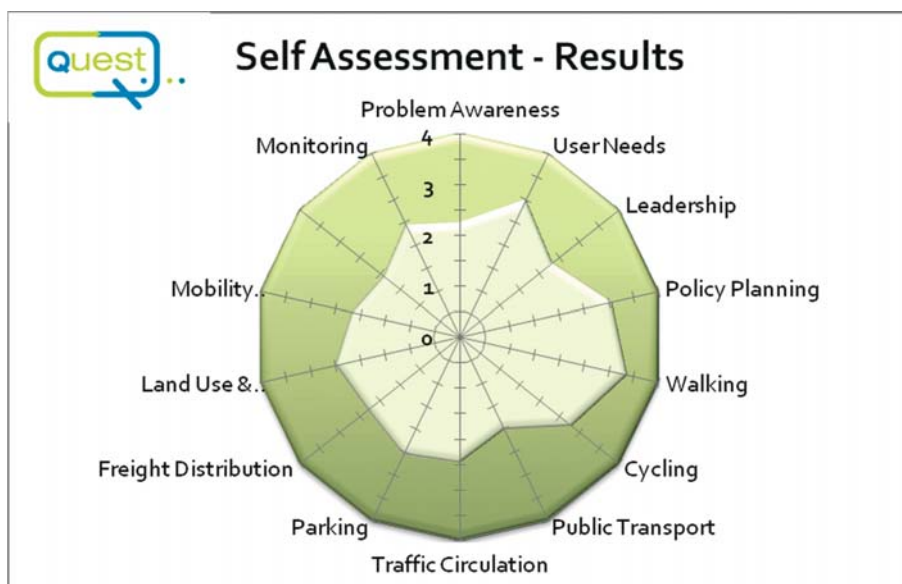 Quest
Self Assessment - Results
Problem Awareness
Monitoring
User Needs
Leadership
Mobility..
Policy Planning
Land Use &..
Walking
Freight Distribution
Cycling
Parking
Public Transport
Traffic Circulation
4
3
2
1
0